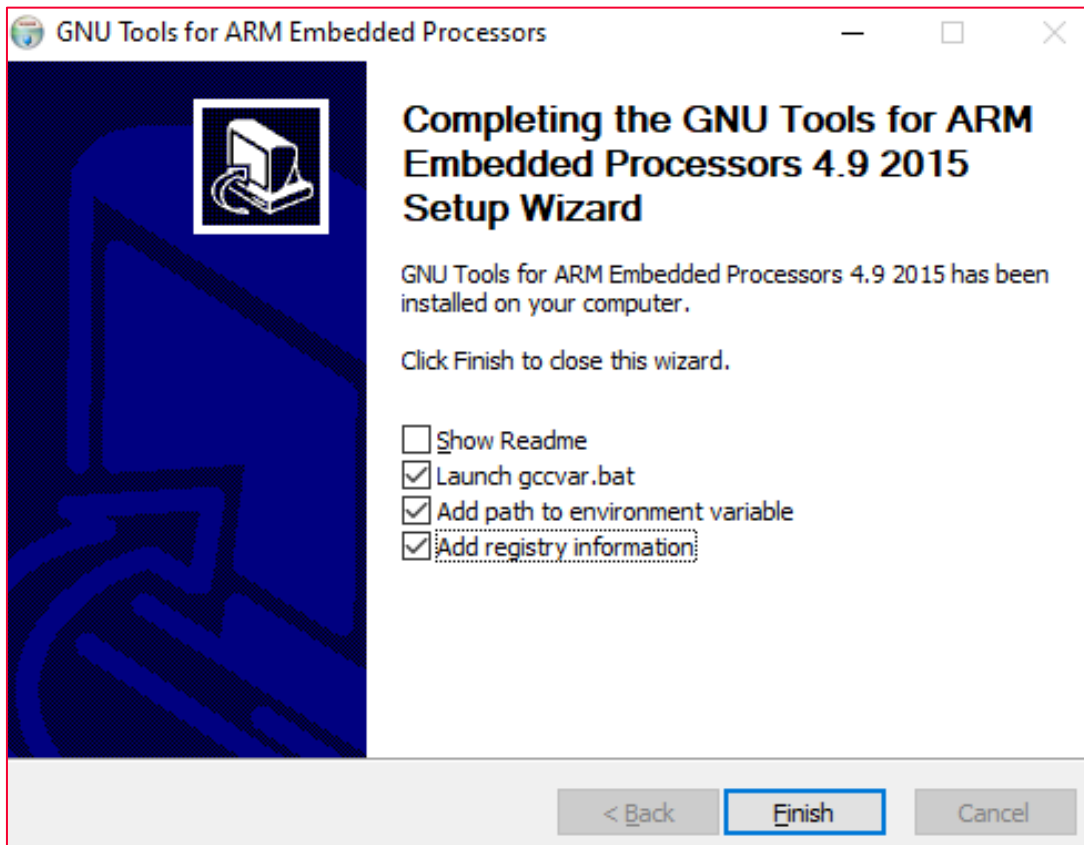 GNU Tools for ARM Embedded Processors
Completing the GNU Tools for ARM
Embedded Processors 4.9 2015
Setup Wizard
GNU Tools for ARM Embedded Processors 4.9 2015 has been
installed on your computer.
Click Finish to close this wizard.
Show Readme
Launch gccvar.bat
Add path to environment variable
Add registry information
< Back
Finish
Cancel